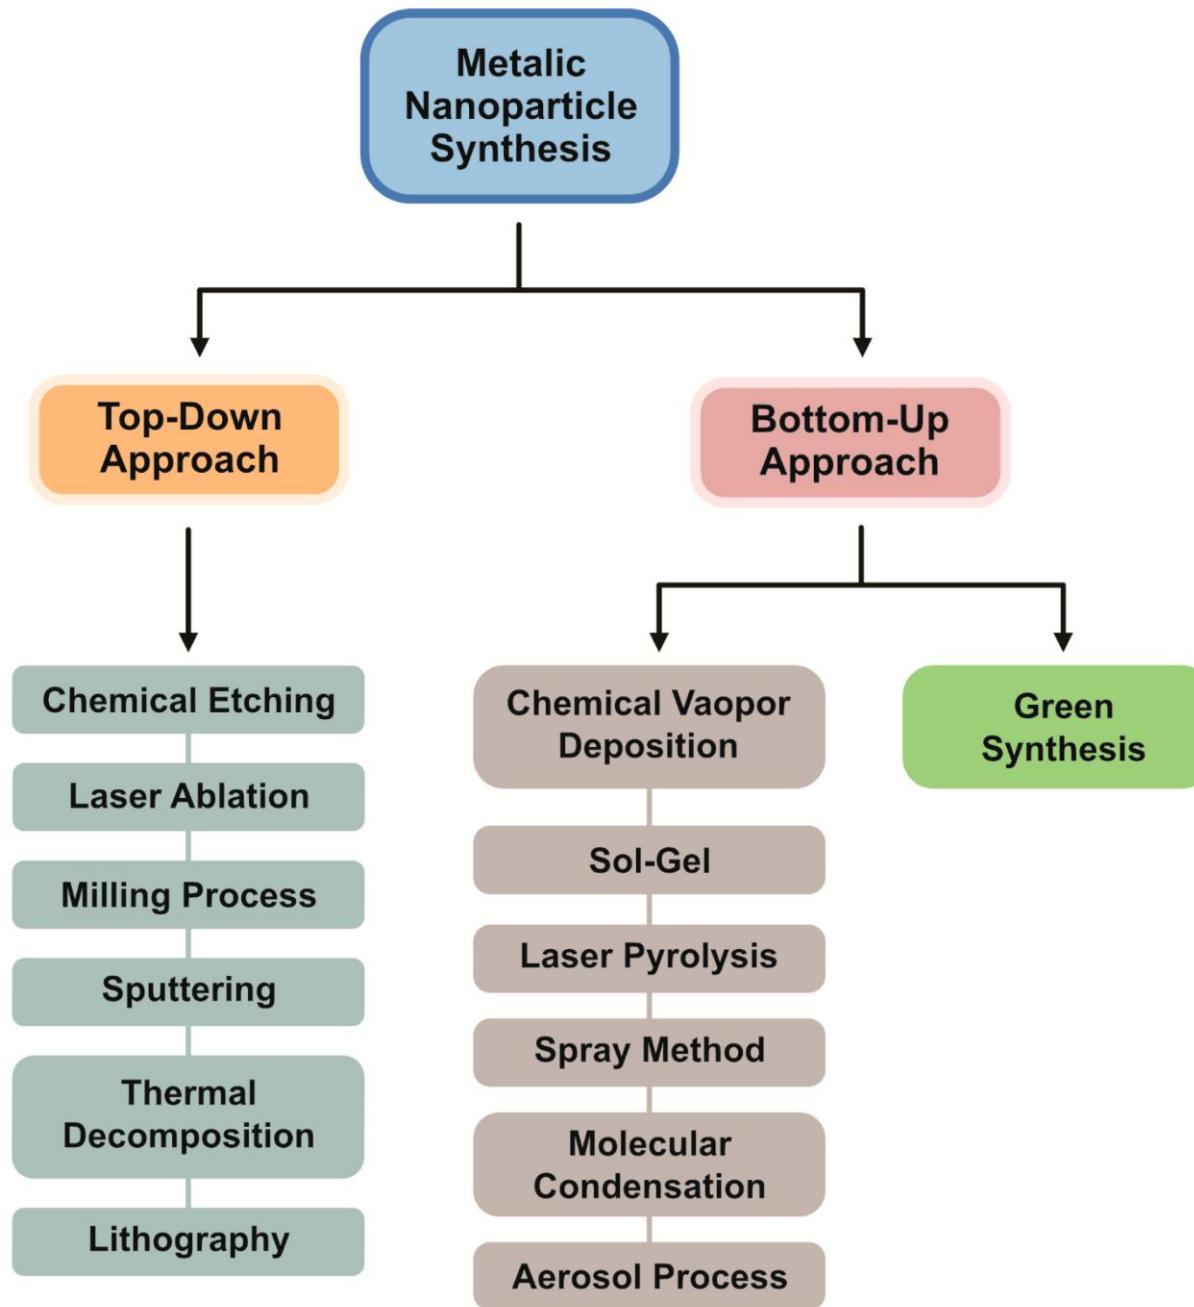 Metalic
Nanoparticle
Synthesis
Top-Down
Approach
Bottom-Up
Approach
Chemical Etching
Laser Ablation
Milling Process
Sputtering
Thermal
Decomposition
Lithography
Chemical Vaopor
Deposition
Sol-Gel
Laser Pyrolysis
Spray Method
Molecular
Condensation
Aerosol Process
Green
Synthesis